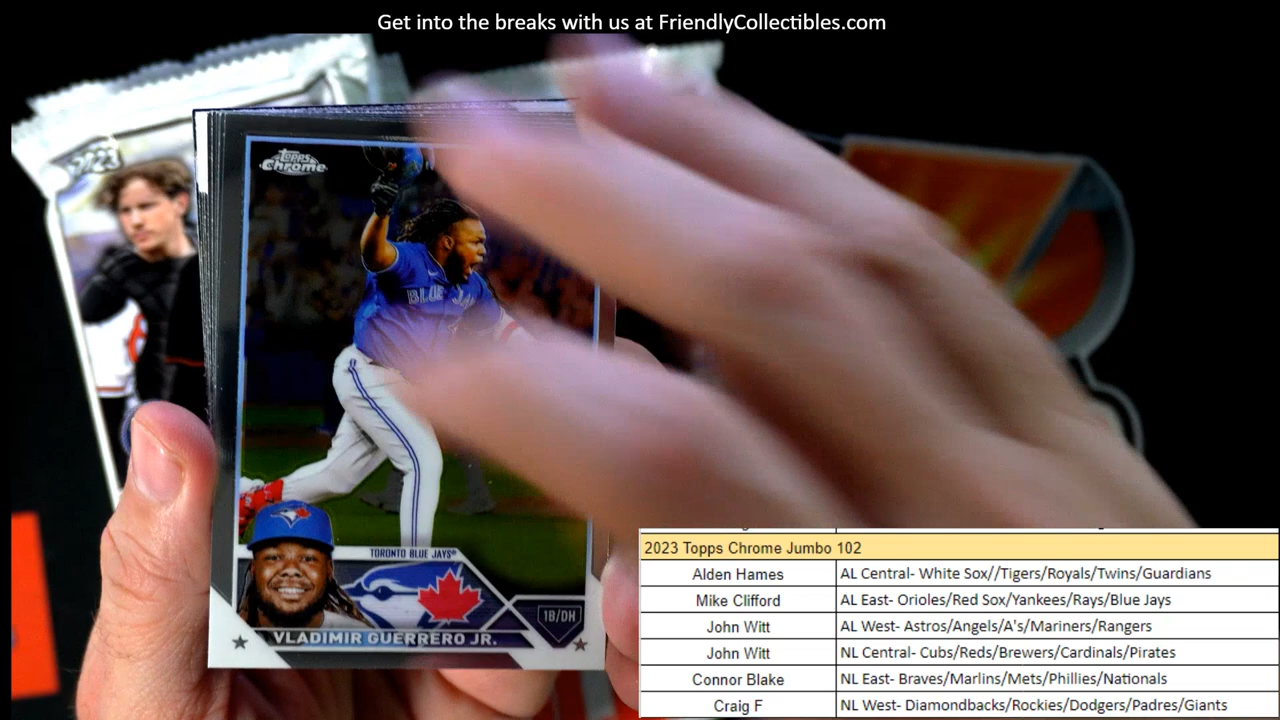 Get into the breaks with us at FriendlyCollectibles.com
2023
Topps
Chrome
BLUE JA
TORONTO BLUE JAYS®
1B/DH
VLADIMIR GUERRERO JR.
2023 Topps Chrome Jumbo 102
Alden Hames AL Central- White Sox//Tigers/Royals/Twins/Guardians
Mike Clifford AL East- Orioles/Red Sox/Yankees/Rays/Blue Jays
John Witt AL West- Astros/Angels/A's/Mariners/Rangers
John Witt NL Central- Cubs/Reds/Brewers/Cardinals/Pirates
Connor Blake NL East- Braves/Marlins/Mets/Phillies/Nationals
Craig F NL West- Diamondbacks/Rockies/Dodgers/Padres/Giants